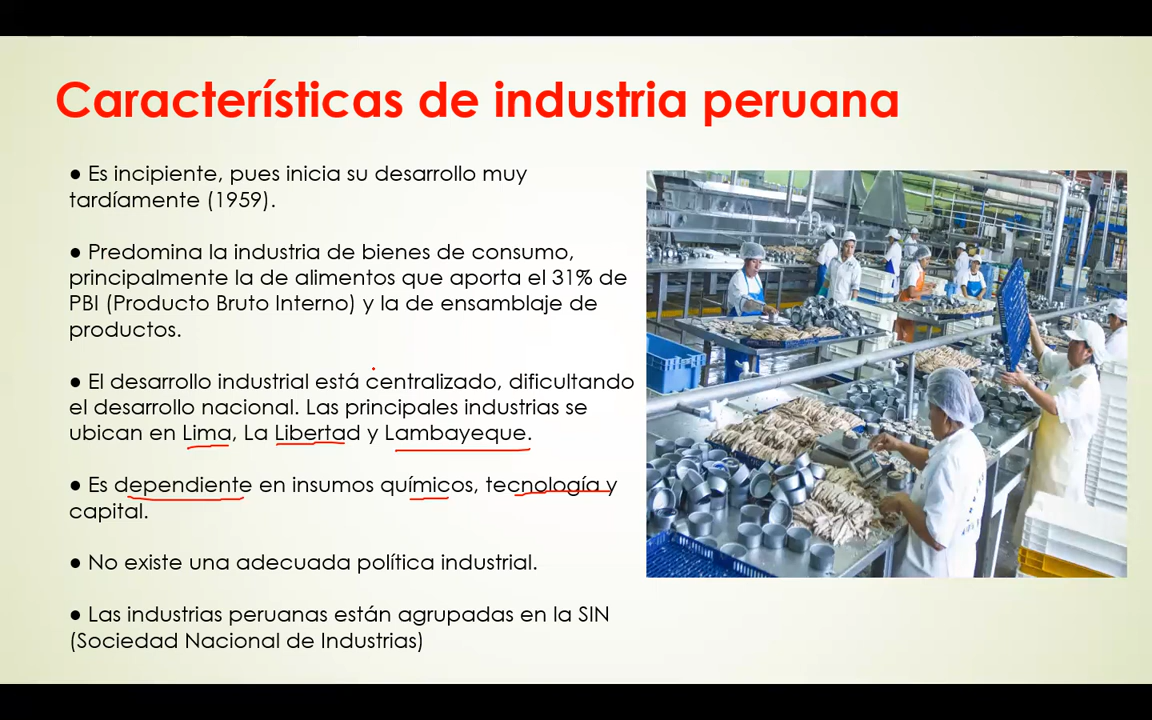 Características de industria peruana
● Es incipiente, pues inicia su desarrollo muy
tardíamente (1959).
● Predomina la industria de bienes de consumo,
principalmente la de alimentos que aporta el 31% de
PBI (Producto Bruto Interno) y la de ensamblaje de
productos.
● El desarrollo industrial está centralizado, dificultando
el desarrollo nacional. Las principales industrias se
ubican en Lima, La Libertad y Lambayeque.
● Es dependiente en insumos químicos, tecnología y
capital.
● No existe una adecuada política industrial.
● Las industrias peruanas están agrupadas en la SIN
(Sociedad Nacional de Industrias)